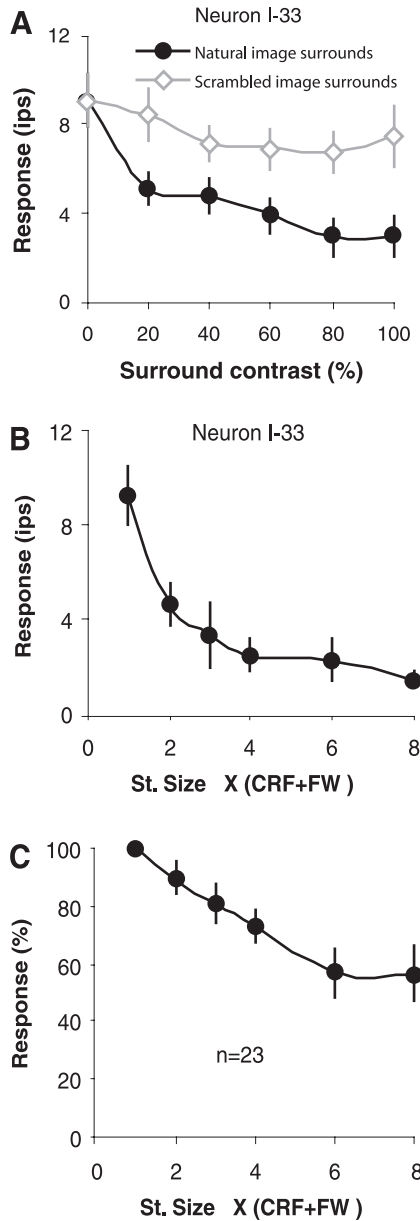 A
Neuron I-33
Natural image surrounds
Scrambled image surrounds
Response (ips)
12
8
4
0
0 20 40 60 80 100
Surround contrast (%)
B
Neuron I-33
Response (ips)
12
8
4
0
0 2 4 6 8
St. Size X (CRF+FW )
C
Response (%)
100
80
60
40
20
0
n=23
0 2 4 6 8
St. Size X (CRF+FW )